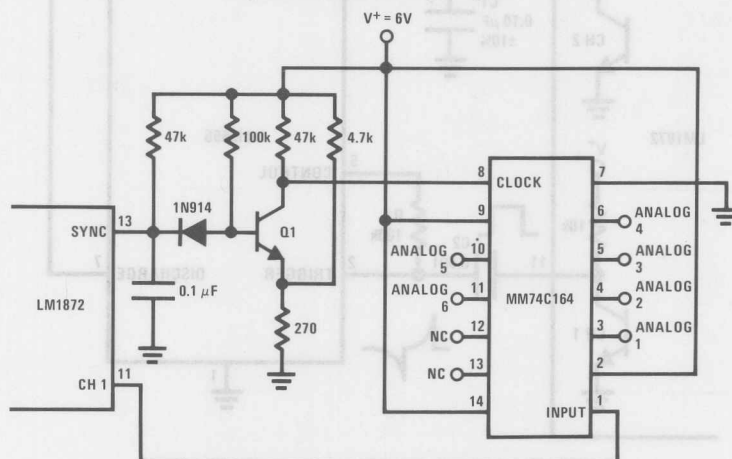 V⁺ = 6V
47k
100k
47k
4.7k
1N914
Q1
13
SYNC
LM1872
0.1 μF
270
11
CH 1
8
CLOCK
7
9
6
ANALOG
4
10
ANALOG
5
5
ANALOG
3
11
ANALOG
6
MM74C164
4
ANALOG
2
NC
12
3
ANALOG
1
NC
13
2
14
INPUT
1